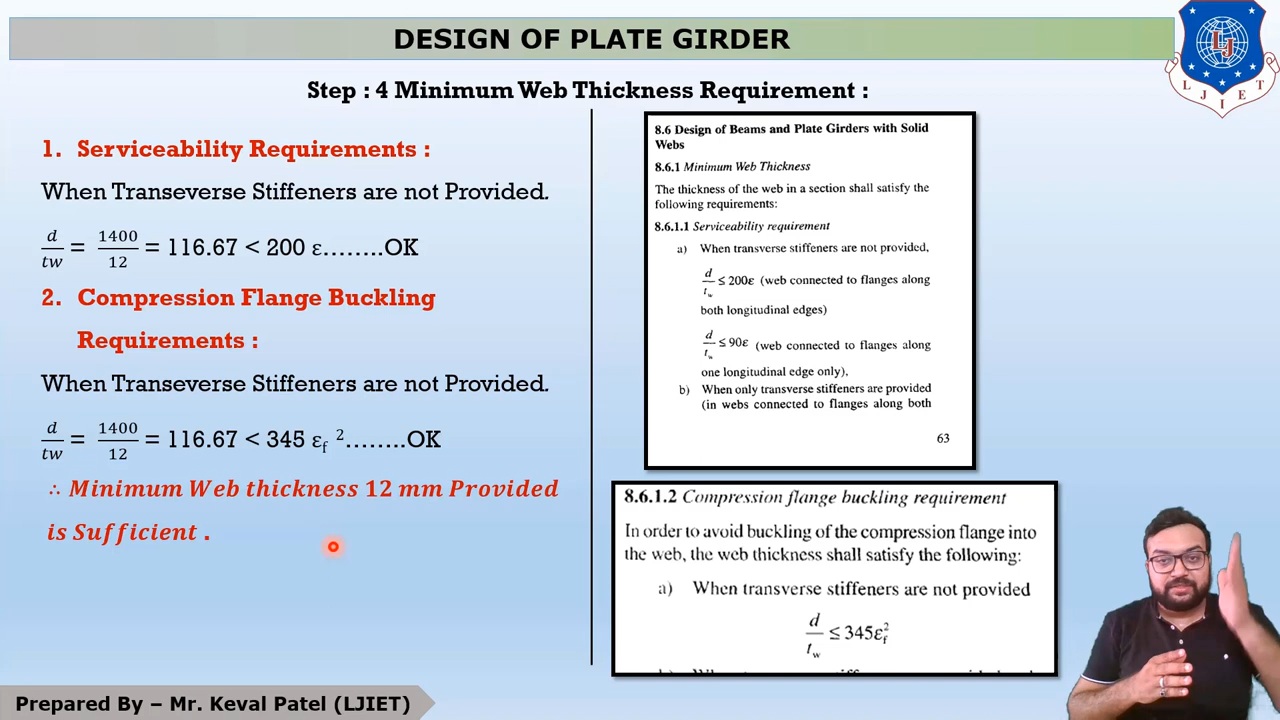 DESIGN OF PLATE GIRDER
LJ
L J I E T
Step : 4 Minimum Web Thickness Requirement :
1. Serviceability Requirements :
When Transeverse Stiffeners are not Provided.
d/tw = 1400/12 = 116.67 < 200 ε……..OK
2. Compression Flange Buckling
Requirements :
When Transeverse Stiffeners are not Provided.
d/tw = 1400/12 = 116.67 < 345 εf ²……..OK
∴ Minimum Web thickness 12 mm Provided
is Sufficient .
8.6 Design of Beams and Plate Girders with Solid
Webs
8.6.1 Minimum Web Thickness
The thickness of the web in a section shall satisfy the
following requirements:
8.6.1.1 Serviceability requirement
a) When transverse stiffeners are not provided,
d/tw ≤ 200ε (web connected to flanges along
both longitudinal edges)
d/tw ≤ 90ε (web connected to flanges along
one longitudinal edge only),
b) When only transverse stiffeners are provided
(in webs connected to flanges along both
63
8.6.1.2 Compression flange buckling requirement
In order to avoid buckling of the compression flange into
the web, the web thickness shall satisfy the following:
a) When transverse stiffeners are not provided
d/tw ≤ 345εf²
Prepared By – Mr. Keval Patel (LJIET)